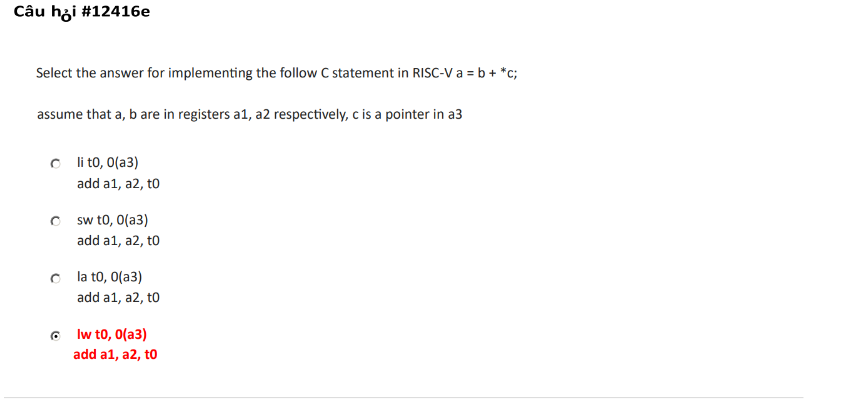 Câu hỏi #12416e
Select the answer for implementing the follow C statement in RISC-V a = b + *c;
assume that a, b are in registers a1, a2 respectively, c is a pointer in a3
li t0, 0(a3)
add a1, a2, t0
sw t0, 0(a3)
add a1, a2, t0
la t0, 0(a3)
add a1, a2, t0
lw t0, 0(a3)
add a1, a2, t0